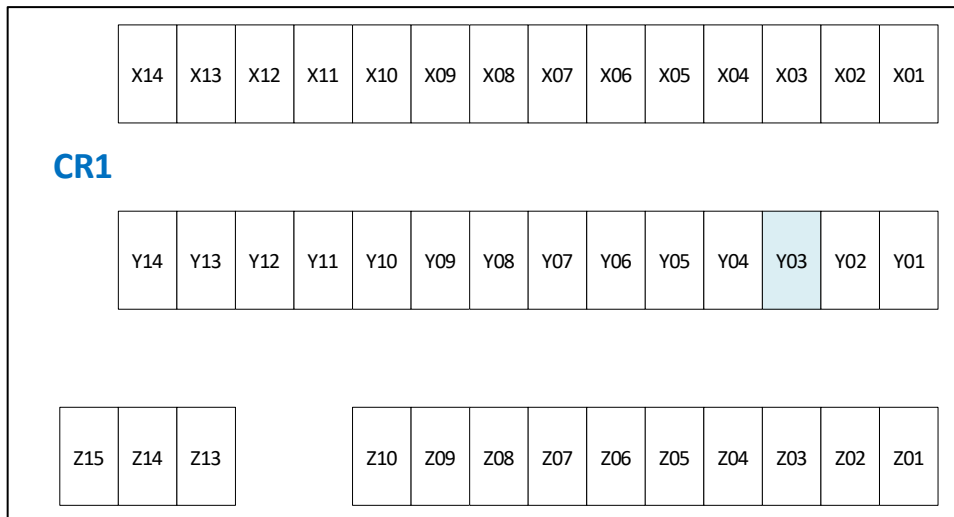 X14 X13 X12 X11 X10 X09 X08 X07 X06 X05 X04 X03 X02 X01
CR1
Y14 Y13 Y12 Y11 Y10 Y09 Y08 Y07 Y06 Y05 Y04 Y03 Y02 Y01
Z15 Z14 Z13 Z10 Z09 Z08 Z07 Z06 Z05 Z04 Z03 Z02 Z01